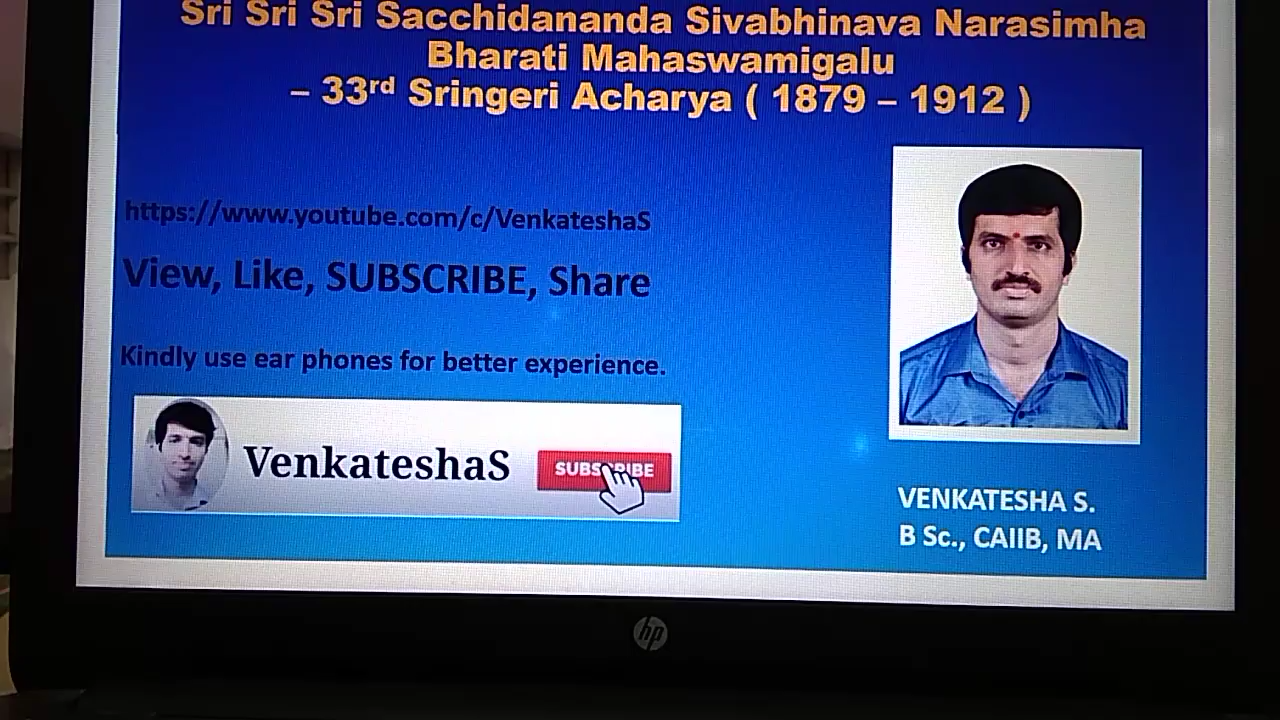 Sri Sri Sri Sacchidananda Sivabhinava Narasimha
Bharati Mahaswamigalu
– 33rd Sringeri Acharya ( 1879 – 1912 )
https://www.youtube.com/c/VenkateshaS
View, Like, SUBSCRIBE, Share
Kindly use ear phones for better experience.
VenkateshaS
SUBSCRIBE
VENKATESHA S.
B Sc., CAIIB, MA
hp